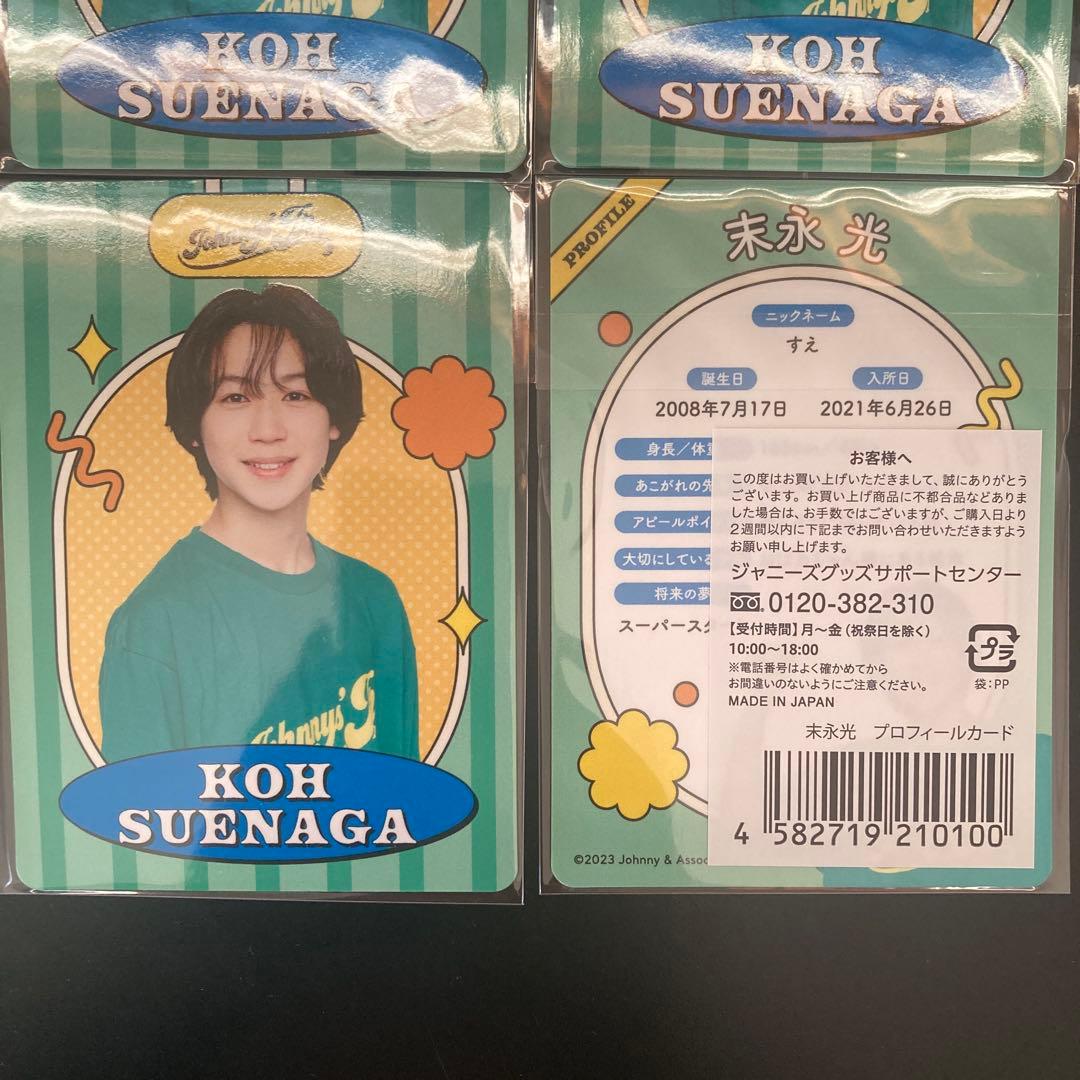 KOH
SUENAGA
KOH
SUENAGA
Johnny's Jr.
Johnny's J
KOH
SUENAGA
PROFILE
末永 光
ニックネーム
すえ
誕生日
入所日
2008年7月17日
2021年6月26日
身長／体重
あこがれの先
アピールポイ
大切にしている
将来の夢
スーパースタ
お客様へ
この度はお買い上げいただきまして、誠にありがとう
ございます。お買い上げ商品に不都合品などありま
した場合は、お手数ではございますが、ご購入日より
2週間以内に下記までお問い合わせいただきますよう
お願い申し上げます。
ジャニーズグッズサポートセンター
0120-382-310
【受付時間】月～金（祝祭日を除く）
10:00～18:00
※電話番号はよく確かめてから
お間違いのないようにご注意ください。
MADE IN JAPAN
プラ
袋：PP
末永光 プロフィールカード
4 582719 210100
©2023 Johnny & Assoc